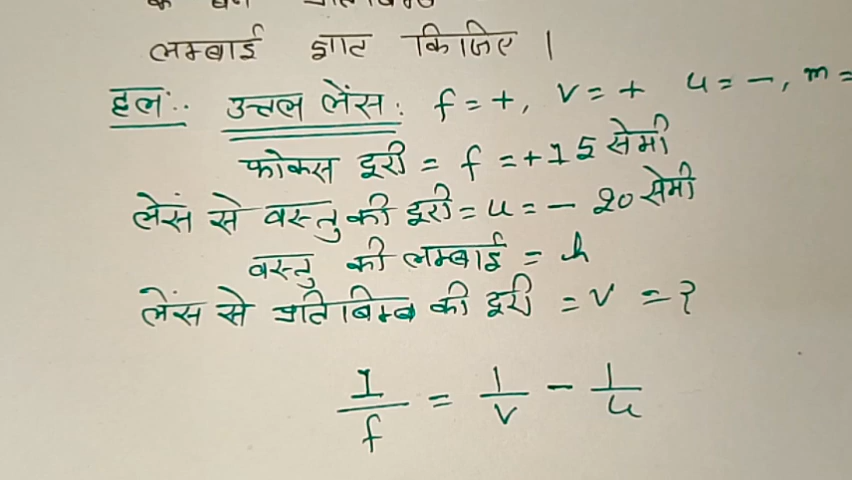 लम्बाई ज्ञात किजिए ।
हलः उत्तल लेंस: f = +, v = + u = -, m =
फोकस दूरी = f = +15 सेमी
लेंस से वस्तु की दूरी = u = - 20 सेमी
वस्तु की लम्बाई = h
लेंस से प्रतिबिम्ब की दूरी = v = ?
1/f = 1/v - 1/u